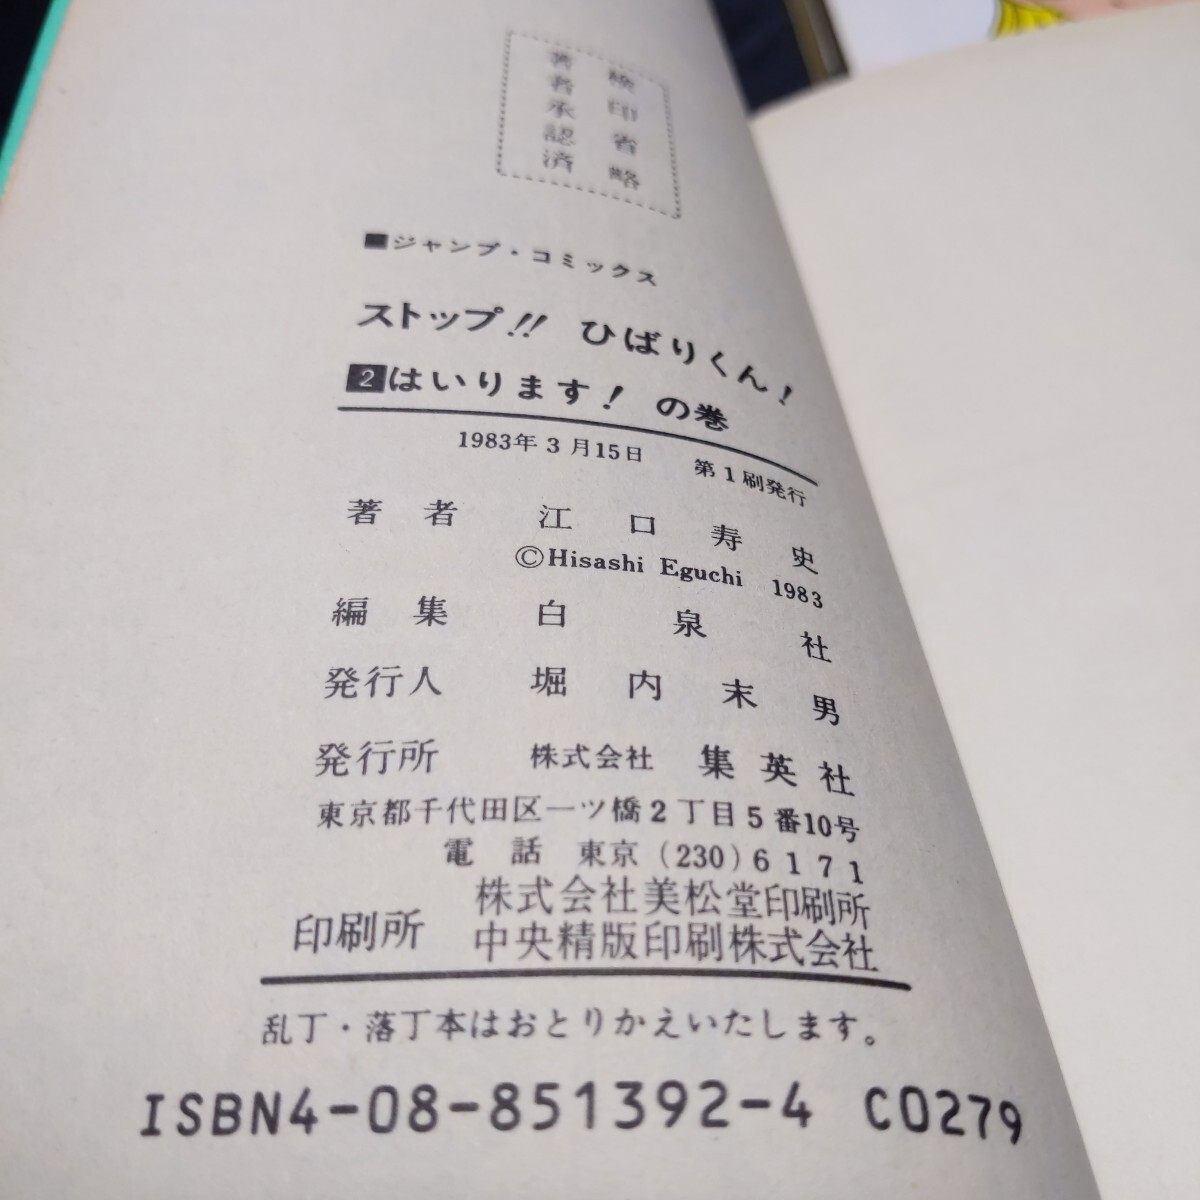 検印省略
著者承認済
■ジャンプ・コミックス
ストップ!! ひばりくん!
2 はいります! の巻
1983年3月15日 第1刷発行
著者 江口寿史
©Hisashi Eguchi 1983
編集 白泉社
発行人 堀内末男
発行所 株式会社 集英社
東京都千代田区一ツ橋2丁目5番10号
電話 東京(230)6171
印刷所 株式会社美松堂印刷所
中央精版印刷株式会社
乱丁・落丁本はおとりかえいたします。
ISBN4-08-851392-4 C0279